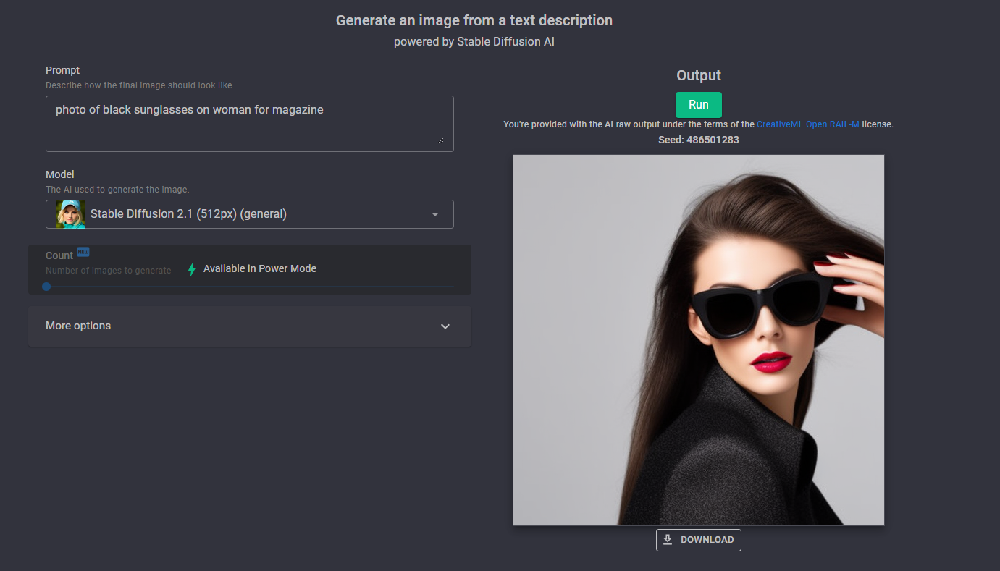 Generate an image from a text description
powered by Stable Diffusion AI
Prompt
Describe how the final image should look like
photo of black sunglasses on woman for magazine
Model
The AI used to generate the image.
Stable Diffusion 2.1 (512px) (general)
Count NEW
Number of images to generate
Available in Power Mode
More options
Output
Run
You're provided with the AI raw output under the terms of the CreativeML Open RAIL-M license.
Seed: 486501283
DOWNLOAD